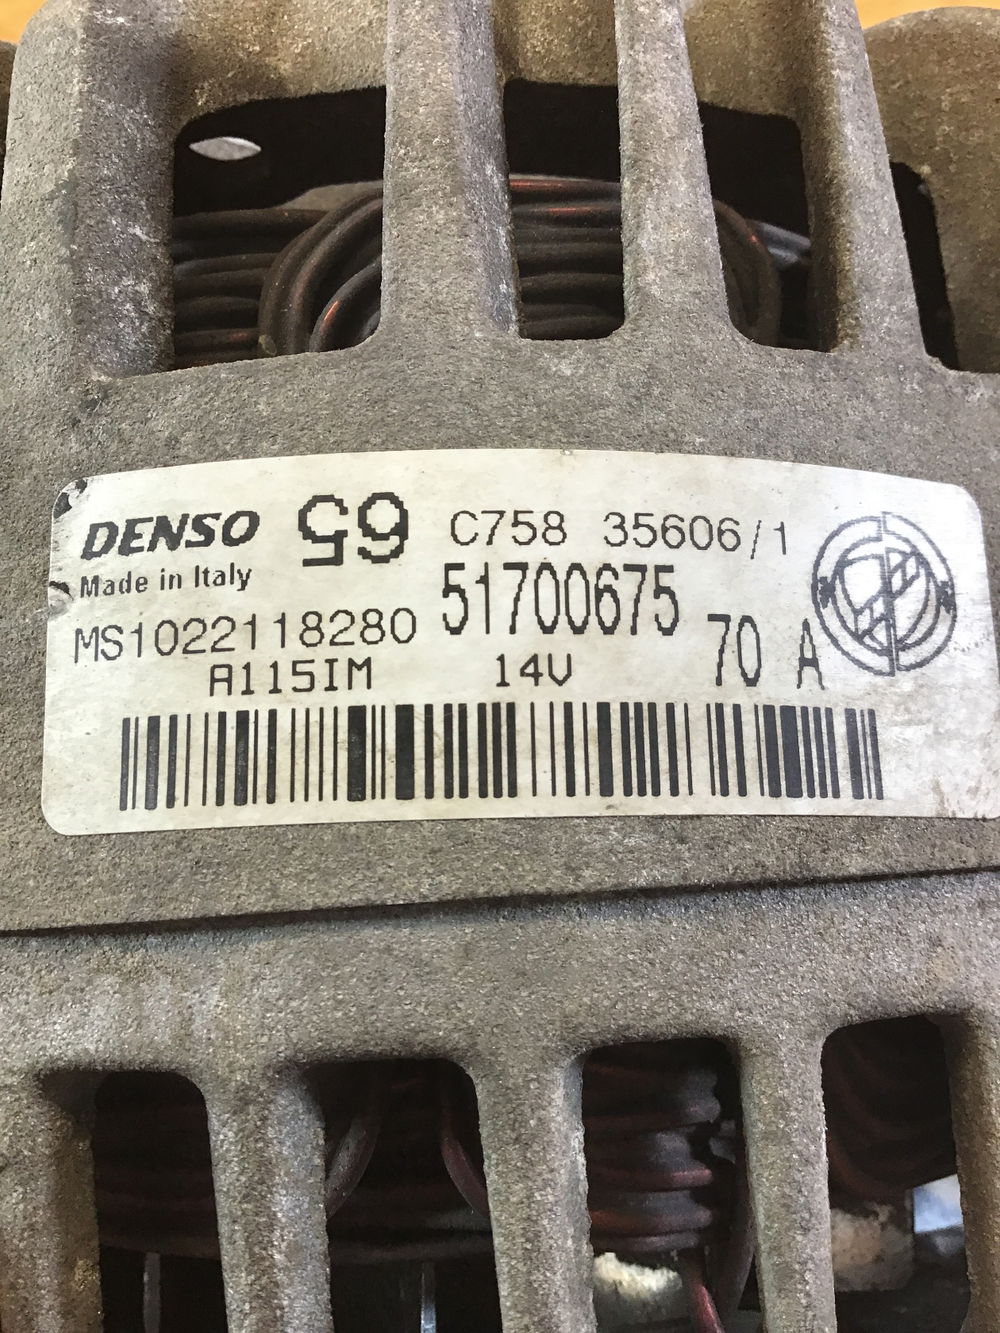 DENSO 65 C758 35606/1
Made in Italy 51700675
MS1022118280 70 A
A115IM 14V